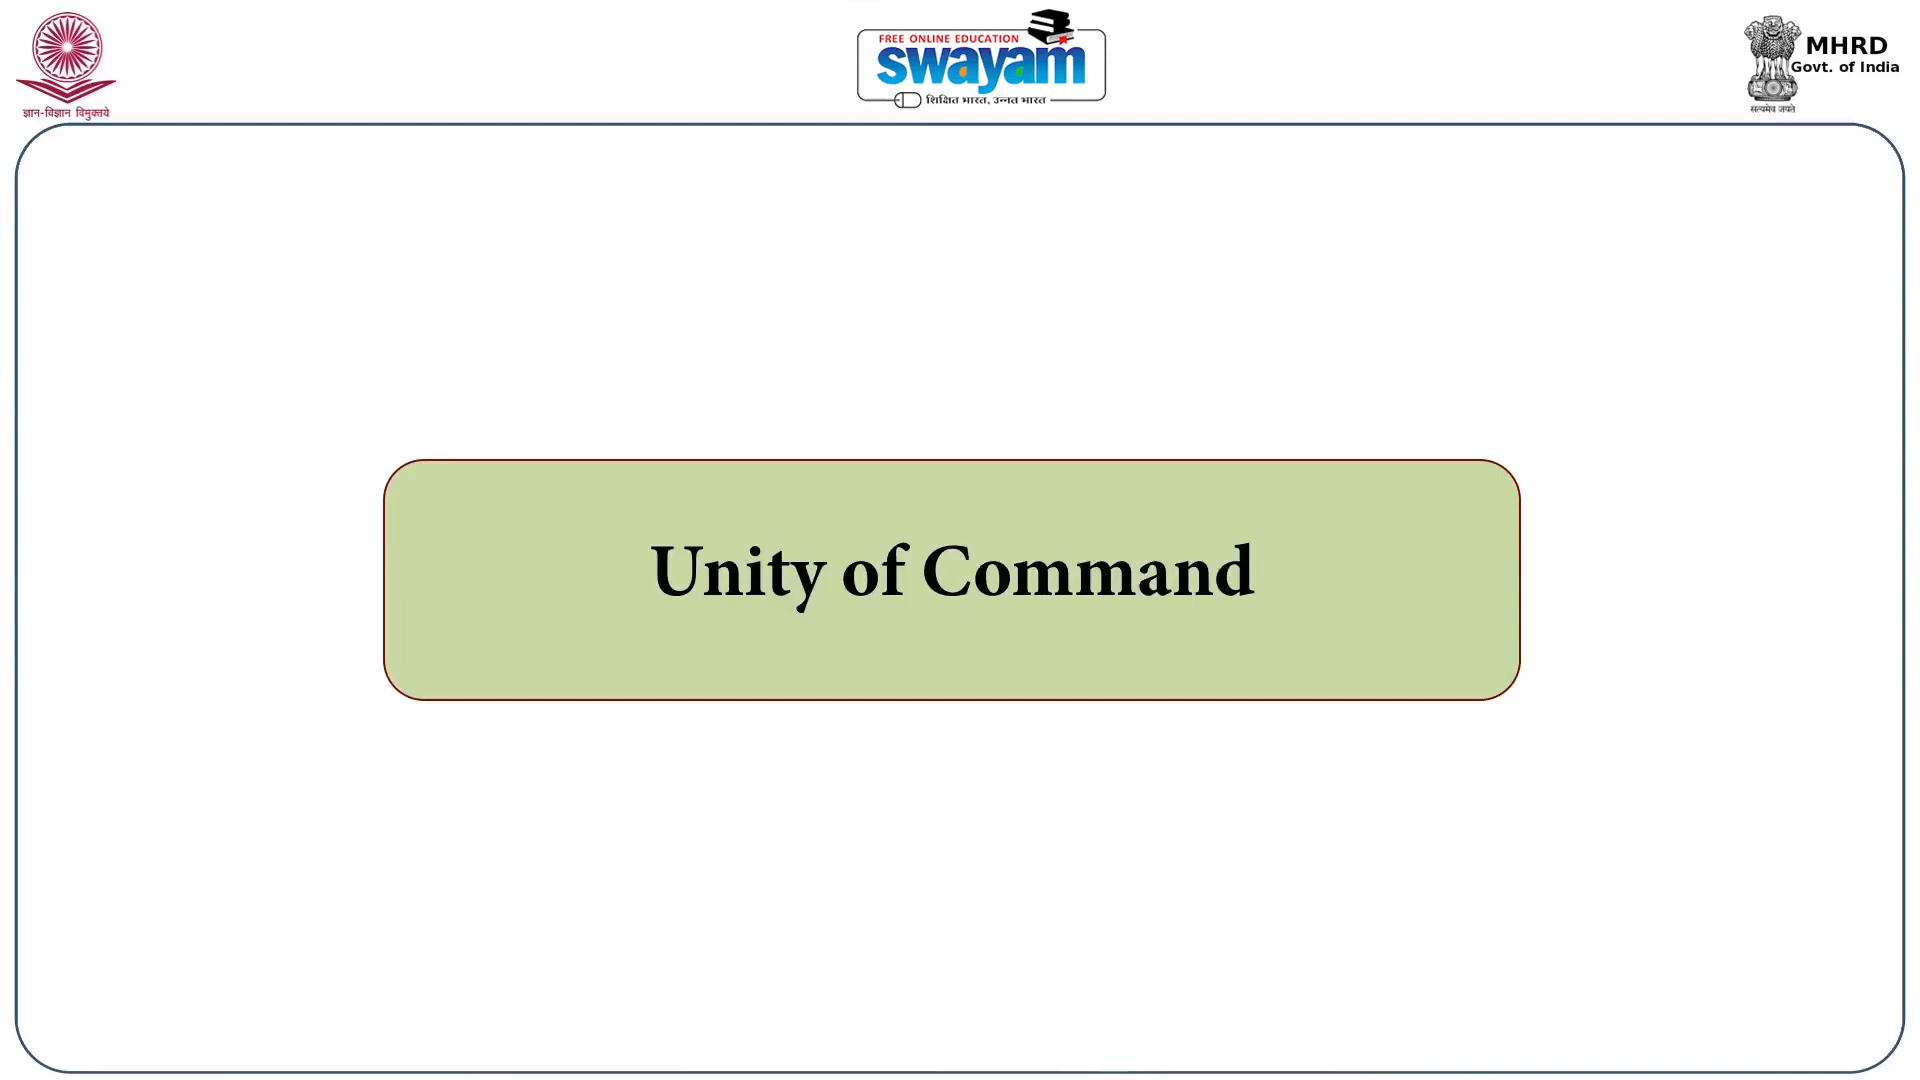 ज्ञान-विज्ञान विमुक्तये
FREE ONLINE EDUCATION
swayam
शिक्षित भारत, उन्नत भारत
MHRD
Govt. of India
सत्यमेव जयते
Unity of Command